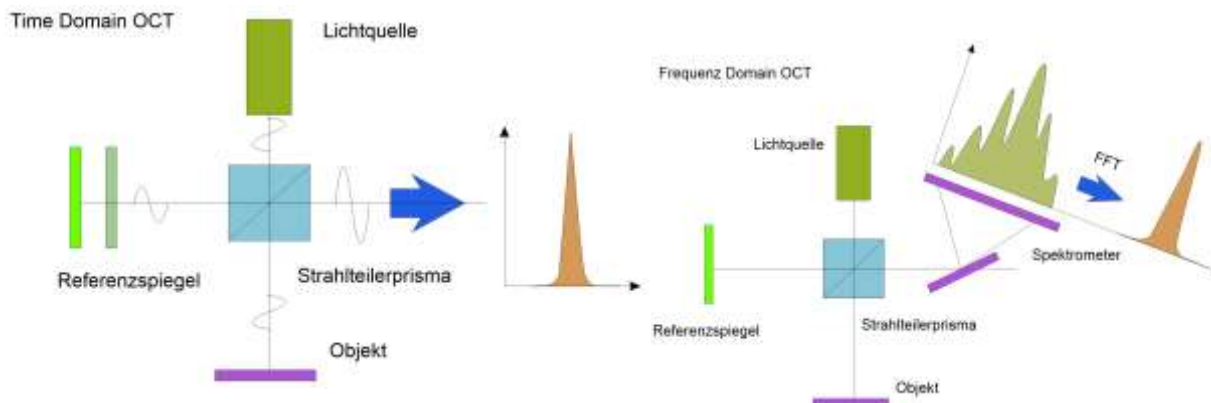 Time Domain OCT
Lichtquelle
Referenzspiegel
Strahlteilerprisma
Objekt
Frequenz Domain OCT
Lichtquelle
FFT
Spektrometer
Referenzspiegel
Strahlteilerprisma
Objekt